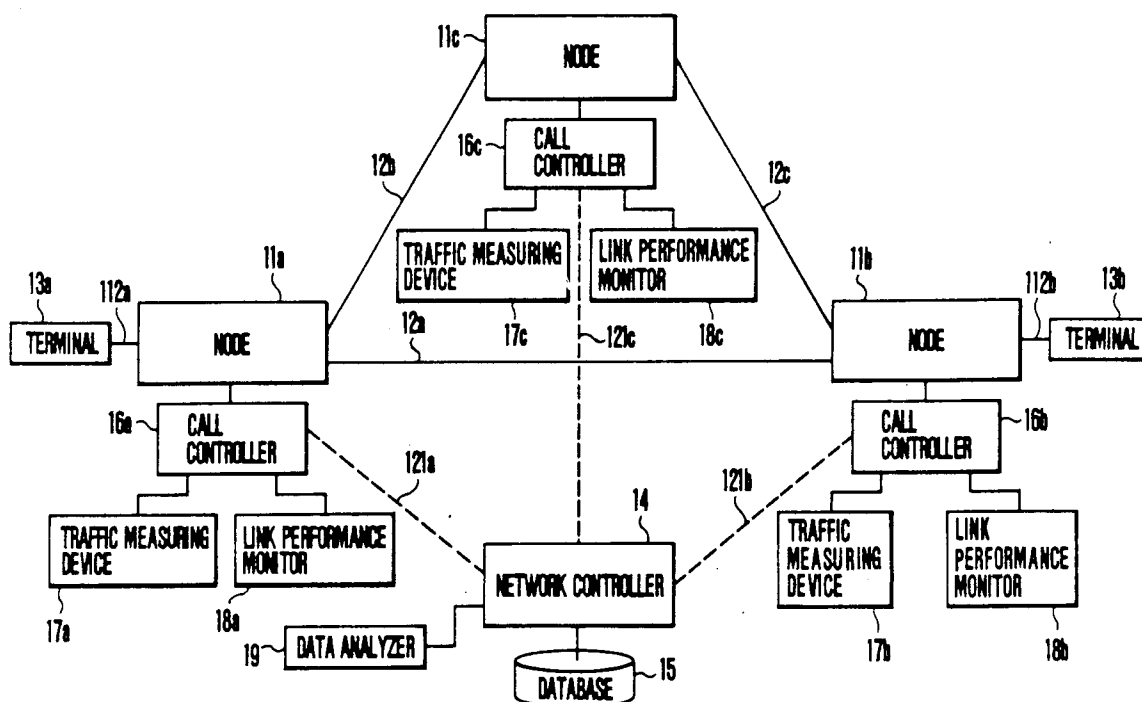 11c
NODE
16c
CALL
CONTROLLER
12b
12c
TRAFFIC MEASURING
DEVICE
LINK PERFORMANCE
MONITOR
17c
121c
18c
13a
112a
11a
TERMINAL
NODE
12a
11b
112b
13b
NODE
TERMINAL
16a
CALL
CONTROLLER
121a
TRAFFIC MEASURING
DEVICE
LINK PERFORMANCE
MONITOR
17a
18a
14
NETWORK CONTROLLER
121b
CALL
CONTROLLER
16b
TRAFFIC
MEASURING
DEVICE
LINK
PERFORMANCE
MONITOR
17b
18b
19
DATA ANALYZER
DATABASE
15